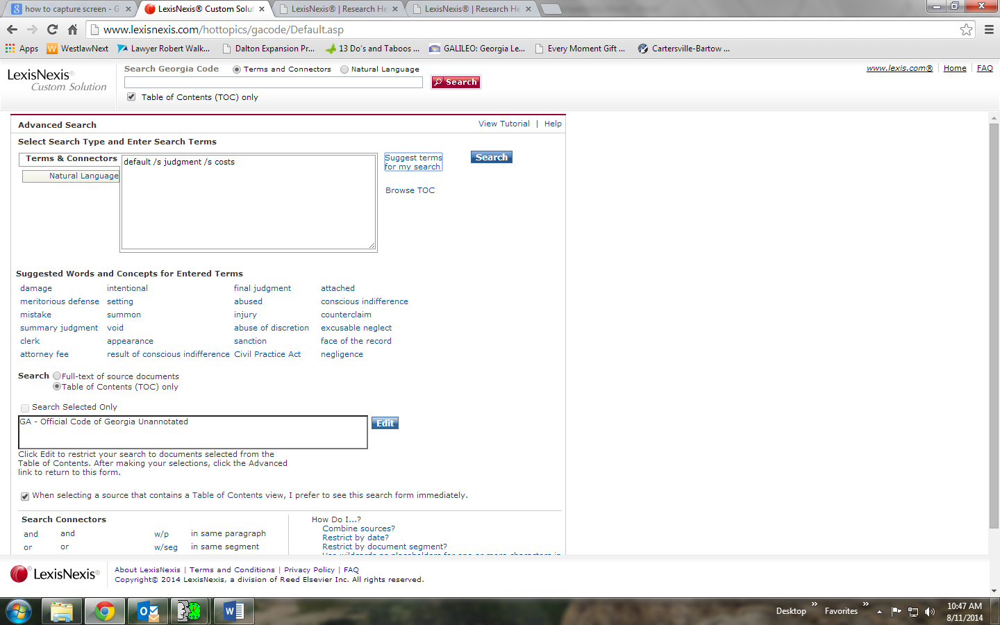 how to capture screen - G
LexisNexis® Custom Solut
LexisNexis® | Research He
LexisNexis® | Research He
www.lexisnexis.com/hottopics/gacode/Default.asp
Apps
WestlawNext
Lawyer Robert Walk...
Dalton Expansion Pr...
13 Do's and Taboos ...
GALILEO: Georgia Le...
Every Moment Gift ...
Cartersville-Bartow ...
LexisNexis®
Custom Solution
Search Georgia Code
Terms and Connectors
Natural Language
Search
Table of Contents (TOC) only
www.lexis.com®
Home
FAQ
Advanced Search
View Tutorial | Help
Select Search Type and Enter Search Terms
Terms & Connectors
Natural Language
default /s judgment /s costs
Suggest terms
for my search
Search
Browse TOC
Suggested Words and Concepts for Entered Terms
damage intentional final judgment attached
meritorious defense setting abused conscious indifference
mistake summon injury counterclaim
summary judgment void abuse of discretion excusable neglect
clerk appearance sanction face of the record
attorney fee result of conscious indifference Civil Practice Act negligence
Search
Full-text of source documents
Table of Contents (TOC) only
Search Selected Only
GA - Official Code of Georgia Unannotated
Edit
Click Edit to restrict your search to documents selected from the
Table of Contents. After making your selections, click the Advanced
link to return to this form.
When selecting a source that contains a Table of Contents view, I prefer to see this search form immediately.
Search Connectors
and and w/p in same paragraph
or or w/seg in same segment
How Do I...?
Combine sources?
Restrict by date?
Restrict by document segment?
Use wildcards as placeholders for one or more characters in
LexisNexis®
About LexisNexis | Terms and Conditions | Privacy Policy | FAQ
Copyright© 2014 LexisNexis, a division of Reed Elsevier Inc. All rights reserved.
Desktop
Favorites
10:47 AM
8/11/2014